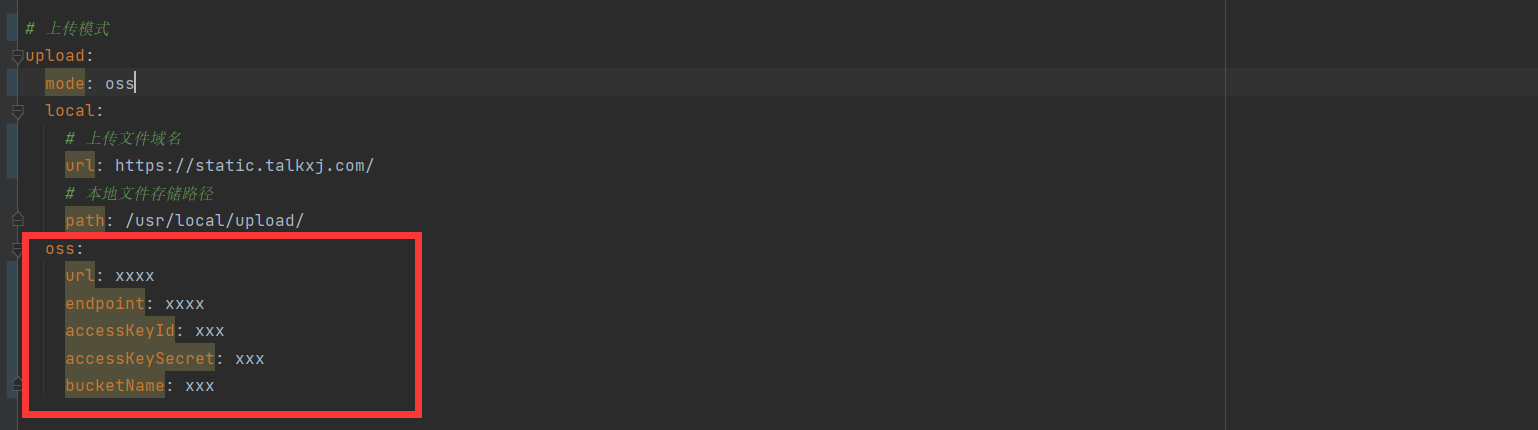 # 上传模式
upload:
mode: oss
local:
# 上传文件域名
url: https://static.talkxj.com/
# 本地文件存储路径
path: /usr/local/upload/
oss:
url: xxxx
endpoint: xxxx
accessKeyId: xxx
accessKeySecret: xxx
bucketName: xxx